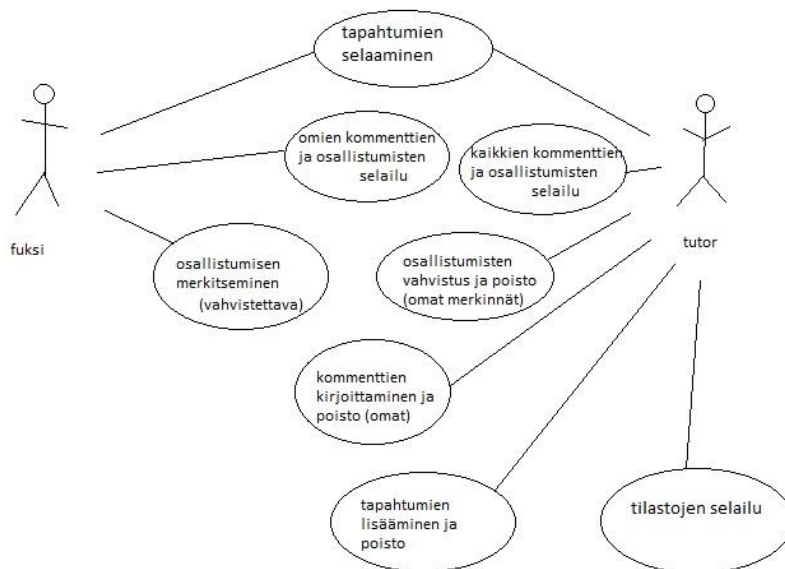 tapahtumien
selaaminen
omien kommenttien
ja osallistumisten
selailu
kaikkien kommenttien
ja osallistumisten
selailu
fuksi
tutor
osallistumisen
merkitseminen
(vahvistettava)
osallistumisten
vahvistus ja poisto
(omat merkinnät)
kommenttien
kirjoittaminen ja
poisto (omat)
tapahtumien
lisääminen ja
poisto
tilastojen selailu